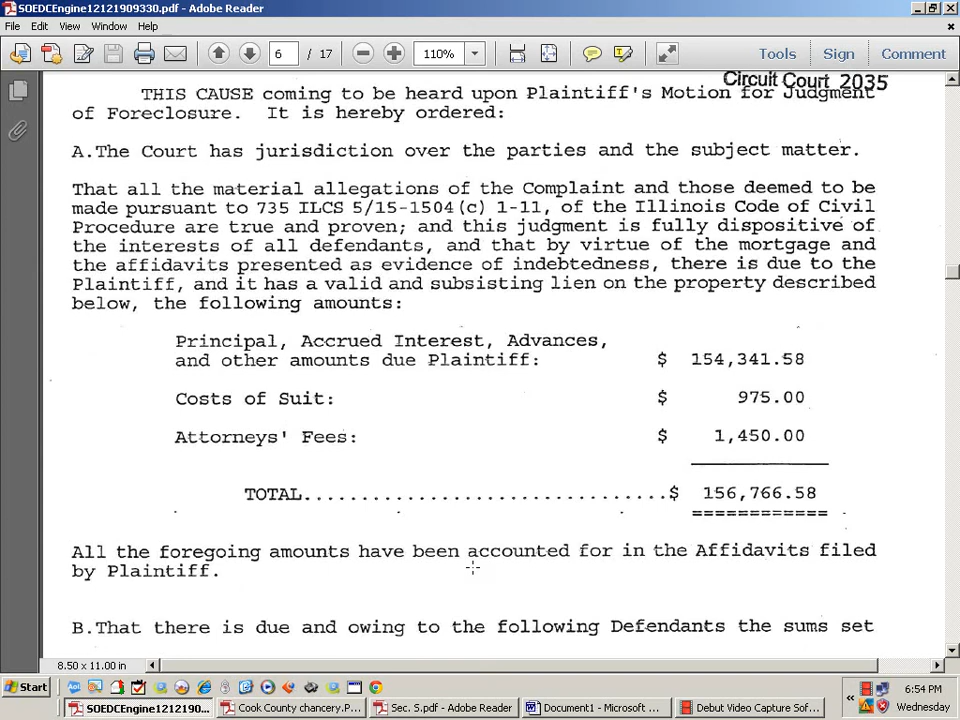 SOEDCEngine12121909330.pdf - Adobe Reader
File Edit View Window Help
6 / 17 110% Tools Sign Comment
Circuit Court 2035
THIS CAUSE coming to be heard upon Plaintiff's Motion for Judgment
of Foreclosure. It is hereby ordered:
A.The Court has jurisdiction over the parties and the subject matter.
That all the material allegations of the Complaint and those deemed to be
made pursuant to 735 ILCS 5/15-1504(c) 1-11, of the Illinois Code of Civil
Procedure are true and proven; and this judgment is fully dispositive of
the interests of all defendants, and that by virtue of the mortgage and
the affidavits presented as evidence of indebtedness, there is due to the
Plaintiff, and it has a valid and subsisting lien on the property described
below, the following amounts:
Principal, Accrued Interest, Advances,
and other amounts due Plaintiff: $ 154,341.58
Costs of Suit: $ 975.00
Attorneys' Fees: $ 1,450.00
TOTAL................................$ 156,766.58
============
All the foregoing amounts have been accounted for in the Affidavits filed
by Plaintiff.
B.That there is due and owing to the following Defendants the sums set
8.50 x 11.00 in
Start 6:54 PM
SOEDCEngine1212190... Cook County chancery.P... Sec. S.pdf - Adobe Reader Document1 - Microsoft ... Debut Video Capture Sof... Wednesday